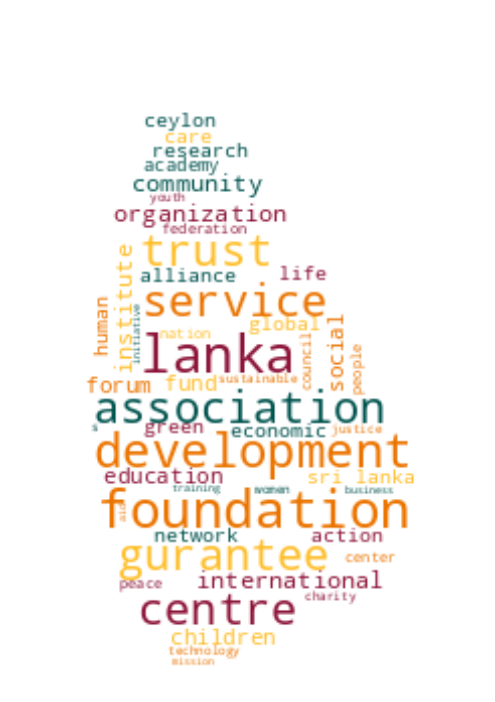 ceylon
care
research
academy
community
youth
organization
federation
trust
institute
alliance
life
service
human
initiative
global
nation
lanka
council
social
people
forum
fund
sustainable
association
s
green
economic
justice
development
education
sri lanka
training
women
business
foundation
aid
network
action
gurantee
center
peace
international
charity
centre
children
technology
mission